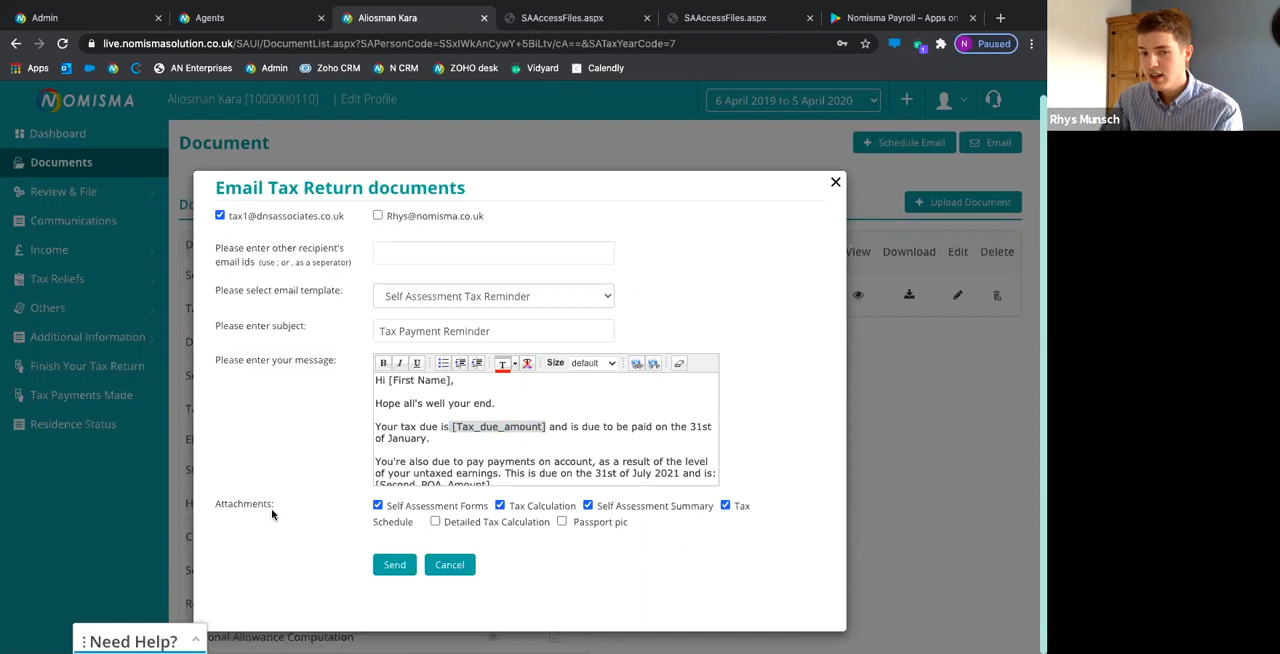 Admin
Agents
Aliosman Kara
SAAccessFiles.aspx
SAAccessFiles.aspx
Nomisma Payroll – Apps on
live.nomismasolution.co.uk/SAUI/DocumentList.aspx?SAPersonCode=SSxIWkAnCywY+5BiLtv/cA==&SATaxYearCode=7
N Paused
Apps
AN Enterprises
Admin
Zoho CRM
N CRM
ZOHO desk
Vidyard
Calendly
NOMISMA
Aliosman Kara [1000000110] | Edit Profile
6 April 2019 to 5 April 2020
Rhys Munsch
Dashboard
Documents
Review & File
Communications
Income
Tax Reliefs
Others
Additional Information
Finish Your Tax Return
Tax Payments Made
Residence Status
Document
+ Schedule Email
Email
+ Upload Document
View Download Edit Delete
Email Tax Return documents
tax1@dnsassociates.co.uk
Rhys@nomisma.co.uk
Please enter other recipient's
email ids (use ; or , as a seperator)
Please select email template:
Self Assessment Tax Reminder
Please enter subject:
Tax Payment Reminder
Please enter your message:
B I U
T
Size default
Hi [First Name],
Hope all's well your end.
Your tax due is [Tax_due_amount] and is due to be paid on the 31st
of January.
You're also due to pay payments on account, as a result of the level
of your untaxed earnings. This is due on the 31st of July 2021 and is:
[Second_POA_Amount]
Attachments:
Self Assessment Forms
Tax Calculation
Self Assessment Summary
Tax
Schedule
Detailed Tax Calculation
Passport pic
Send
Cancel
Need Help?
onal Allowance Computation